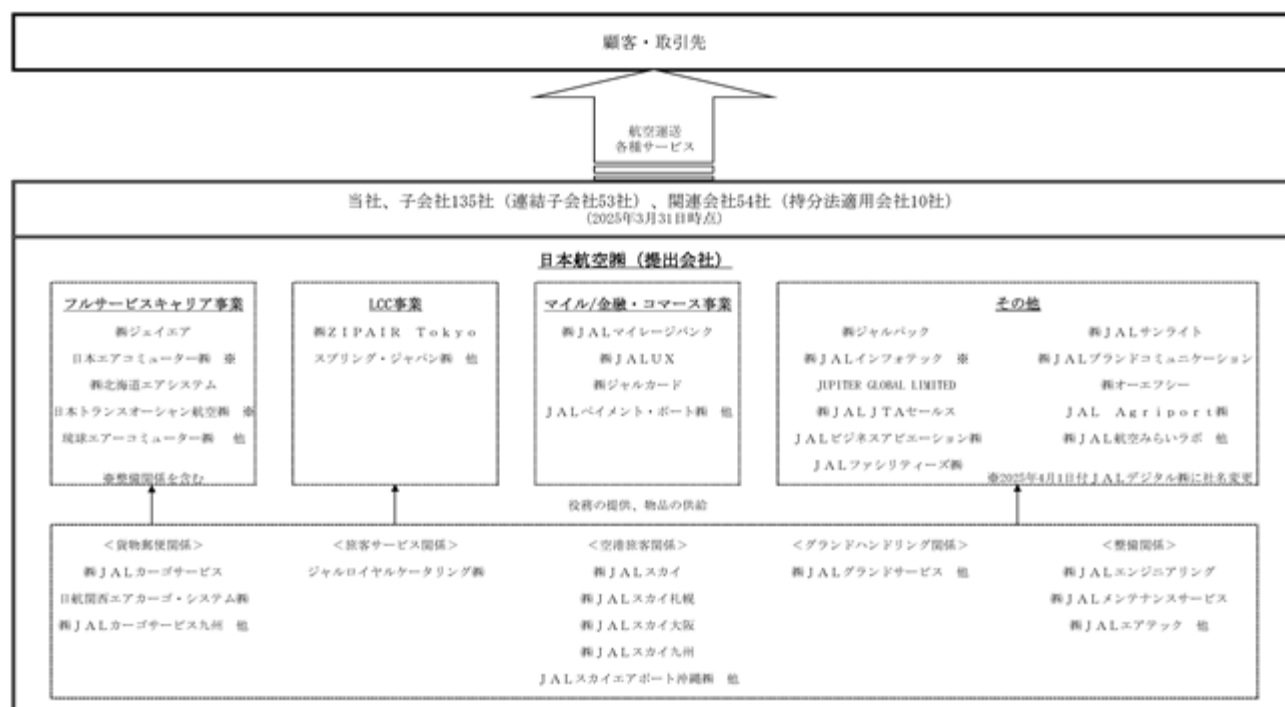 顧客・取引先
航空運送
各種サービス
当社、子会社135社（連結子会社53社）、関連会社54社（持分法適用会社10社）
(2025年3月31日時点)
日本航空㈱（提出会社）
フルサービスキャリア事業
㈱ジェイエア
日本エアコミューター㈱　※
㈱北海道エアシステム
日本トランスオーシャン航空㈱　※
琉球エアーコミューター㈱　他
※整備関係を含む
LCC事業
㈱ＺＩＰＡＩＲ　Ｔｏｋｙｏ
スプリング・ジャパン㈱　他
マイル/金融・コマース事業
㈱ＪＡＬマイレージバンク
㈱ＪＡＬＵＸ
㈱ジャルカード
ＪＡＬペイメント・ポート㈱　他
その他
㈱ジャルパック
㈱ＪＡＬインフォテック　※
JUPITER GLOBAL LIMITED
㈱ＪＡＬＪＴＡセールス
ＪＡＬビジネスアビエーション㈱
ＪＡＬファシリティーズ㈱
㈱ＪＡＬサンライト
㈱ＪＡＬブランドコミュニケーション
㈱オーエフシー
ＪＡＬ　Ａｇｒｉｐｏｒｔ㈱
㈱ＪＡＬ航空みらいラボ　他
※2025年4月1日付ＪＡＬデジタル㈱に社名変更
役務の提供、物品の供給
＜貨物郵便関係＞
㈱ＪＡＬカーゴサービス
日航関西エアカーゴ・システム㈱
㈱ＪＡＬカーゴサービス九州　他
＜旅客サービス関係＞
ジャルロイヤルケータリング㈱
＜空港旅客関係＞
㈱ＪＡＬスカイ
㈱ＪＡＬスカイ札幌
㈱ＪＡＬスカイ大阪
㈱ＪＡＬスカイ九州
ＪＡＬスカイエアポート沖縄㈱　他
＜グランドハンドリング関係＞
㈱ＪＡＬグランドサービス　他
＜整備関係＞
㈱ＪＡＬエンジニアリング
㈱ＪＡＬメンテナンスサービス
㈱ＪＡＬエアテック　他